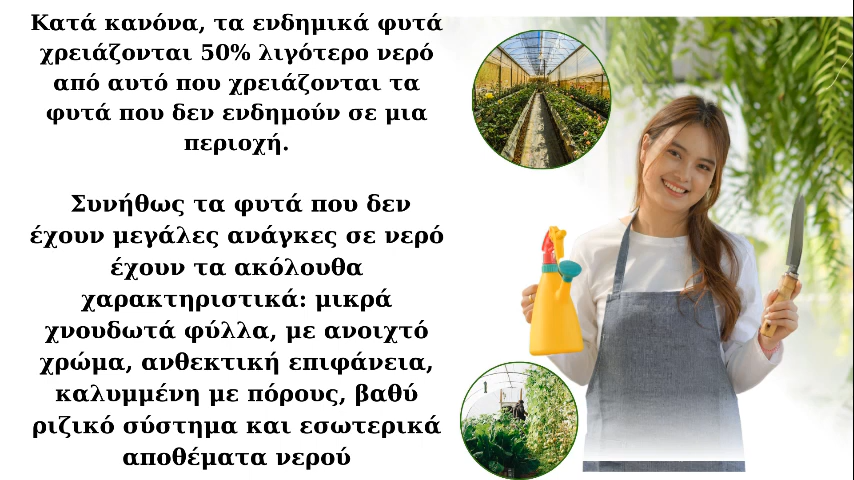 Κατά κανόνα, τα ενδημικά φυτά
χρειάζονται 50% λιγότερο νερό
από αυτό που χρειάζονται τα
φυτά που δεν ενδημούν σε μια
περιοχή.
Συνήθως τα φυτά που δεν
έχουν μεγάλες ανάγκες σε νερό
έχουν τα ακόλουθα
χαρακτηριστικά: μικρά
χνουδωτά φύλλα, με ανοιχτό
χρώμα, ανθεκτική επιφάνεια,
καλυμμένη με πόρους, βαθύ
ριζικό σύστημα και εσωτερικά
αποθέματα νερού